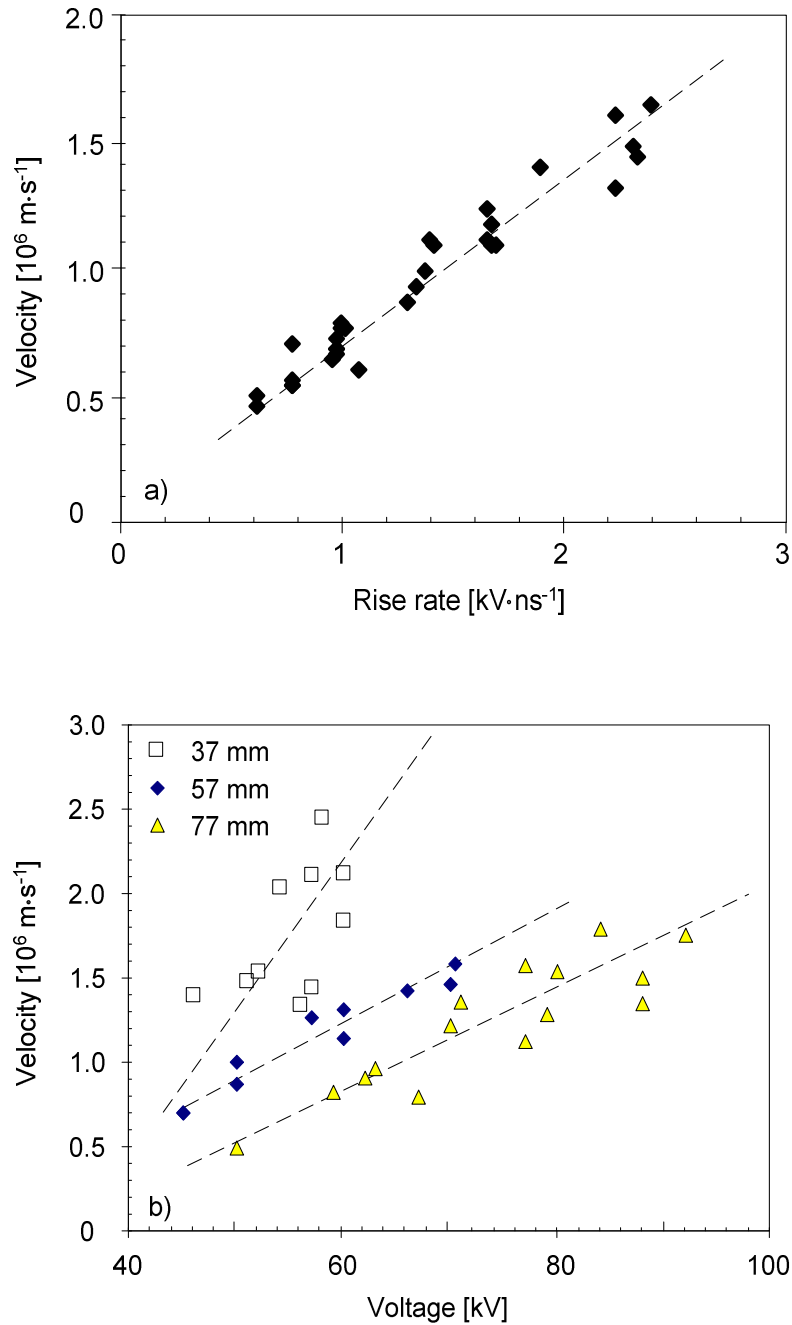 2.0
1.5
1.0
0.5
0
Velocity [10⁶ m·s⁻¹]
a)
0 1 2 3
Rise rate [kV·ns⁻¹]
3.0
2.5
2.0
1.5
1.0
0.5
0
Velocity [10⁶ m·s⁻¹]
37 mm
57 mm
77 mm
b)
40 60 80 100
Voltage [kV]